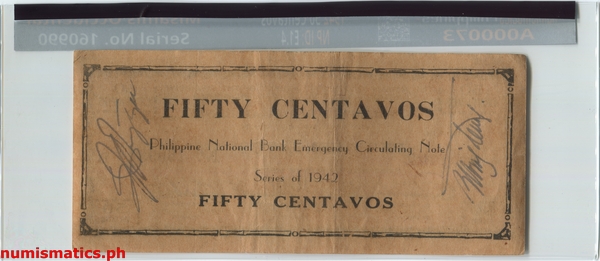 Serial No. 160990
A000073
FIFTY CENTAVOS
Philippine National Bank Emergency Circulating Note
Series of 1942
FIFTY CENTAVOS
numismatics.ph